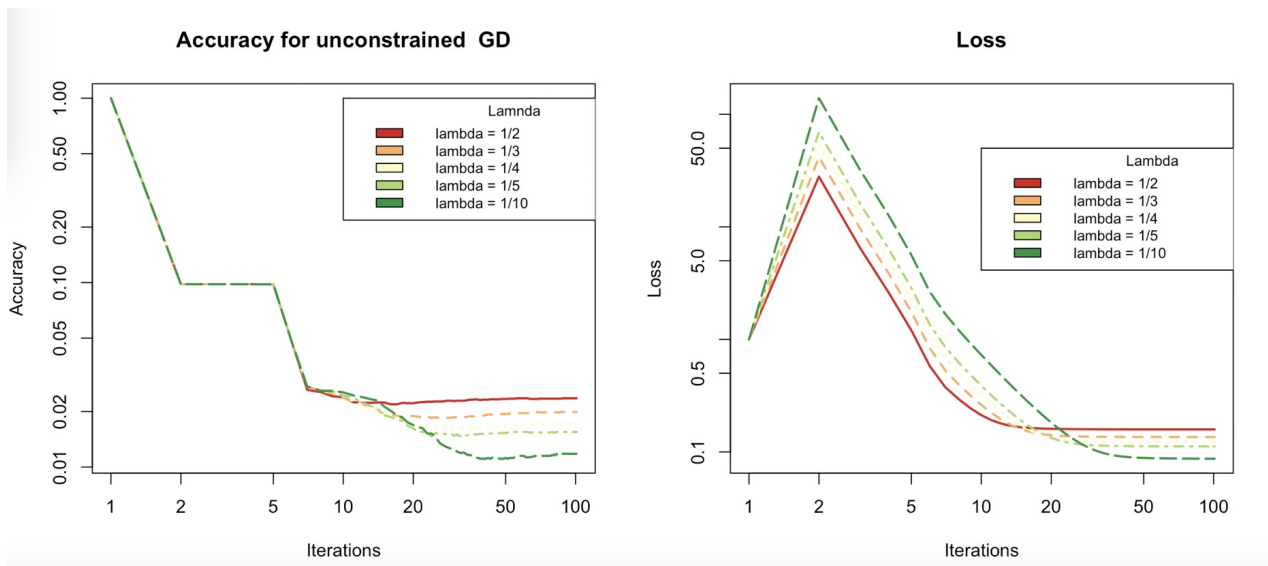 Accuracy for unconstrained GD
Accuracy
1.00
0.50
0.20
0.10
0.05
0.02
0.01
Lamnda
lambda = 1/2
lambda = 1/3
lambda = 1/4
lambda = 1/5
lambda = 1/10
1 2 5 10 20 50 100
Iterations
Loss
Loss
50.0
5.0
0.5
0.1
Lambda
lambda = 1/2
lambda = 1/3
lambda = 1/4
lambda = 1/5
lambda = 1/10
1 2 5 10 20 50 100
Iterations